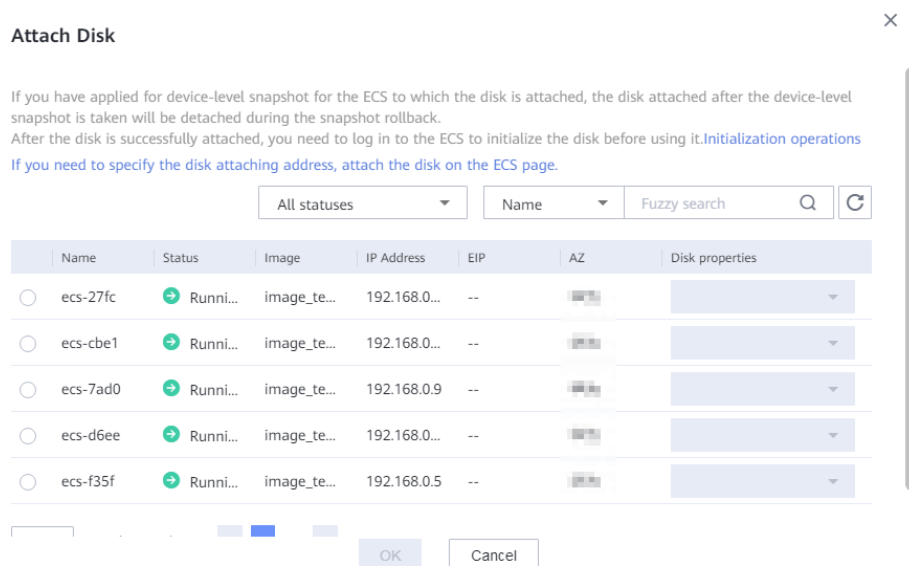 Attach Disk
If you have applied for device-level snapshot for the ECS to which the disk is attached, the disk attached after the device-level
snapshot is taken will be detached during the snapshot rollback.
After the disk is successfully attached, you need to log in to the ECS to initialize the disk before using it.Initialization operations
If you need to specify the disk attaching address, attach the disk on the ECS page.
All statuses Name Fuzzy search
Name Status Image IP Address EIP AZ Disk properties
ecs-27fc Runni... image_te... 192.168.0... --
ecs-cbe1 Runni... image_te... 192.168.0... --
ecs-7ad0 Runni... image_te... 192.168.0.9 --
ecs-d6ee Runni... image_te... 192.168.0... --
ecs-f35f Runni... image_te... 192.168.0.5 --
OK Cancel